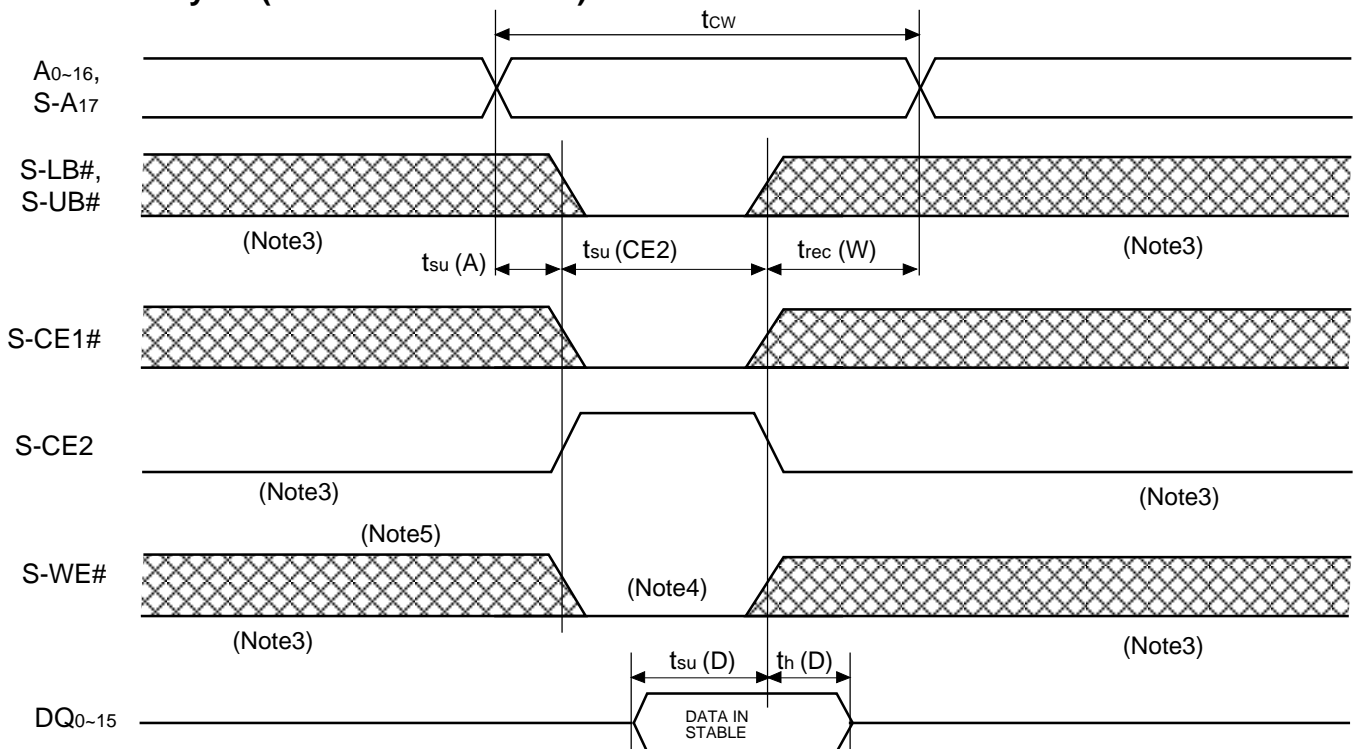 tCW
A0~16,
S-A17
S-LB#,
S-UB#
(Note3) (Note3)
tsu (A) tsu (CE2) trec (W)
S-CE1#
S-CE2
(Note3) (Note3)
(Note5)
S-WE#
(Note4)
(Note3) (Note3)
tsu (D) th (D)
DQ0~15
DATA IN
STABLE